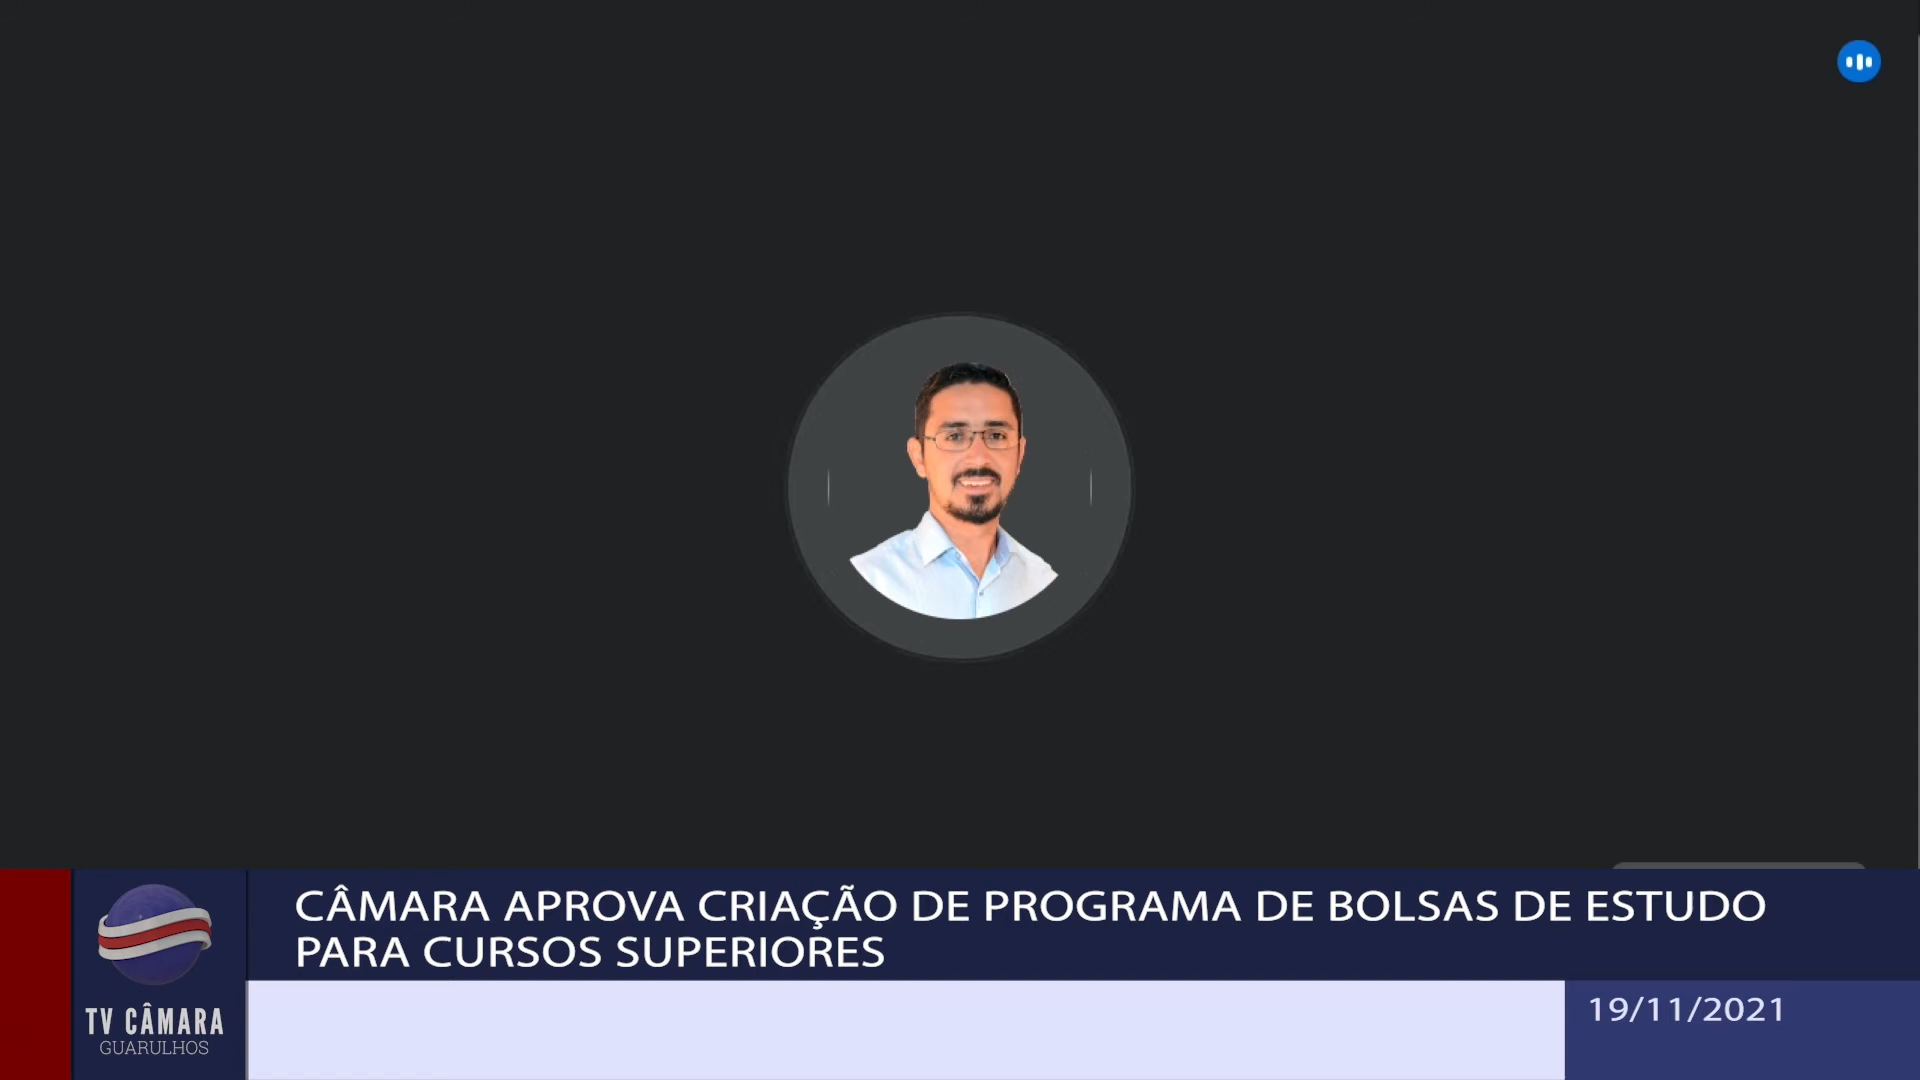 CÂMARA APROVA CRIAÇÃO DE PROGRAMA DE BOLSAS DE ESTUDO
PARA CURSOS SUPERIORES
19/11/2021
TV CÂMARA
GUARULHOS